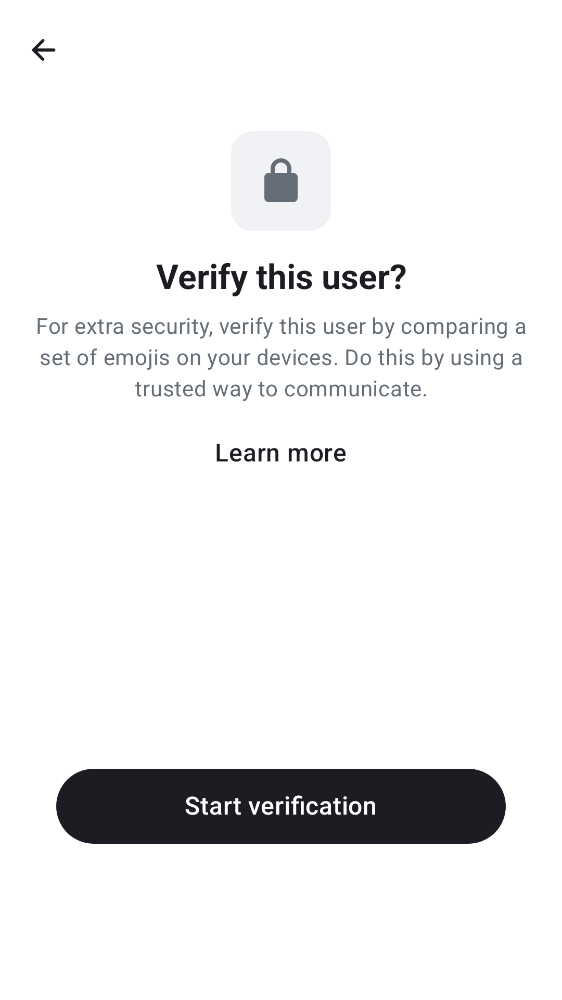 Verify this user?
For extra security, verify this user by comparing a
set of emojis on your devices. Do this by using a
trusted way to communicate.
Learn more
Start verification